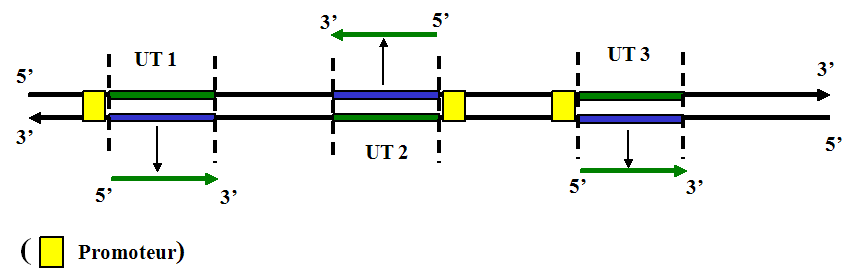 3’ 5’
UT 1 UT 3
5’ 3’
3’ 5’
UT 2
5’ 3’ 5’ 3’
( Promoteur)